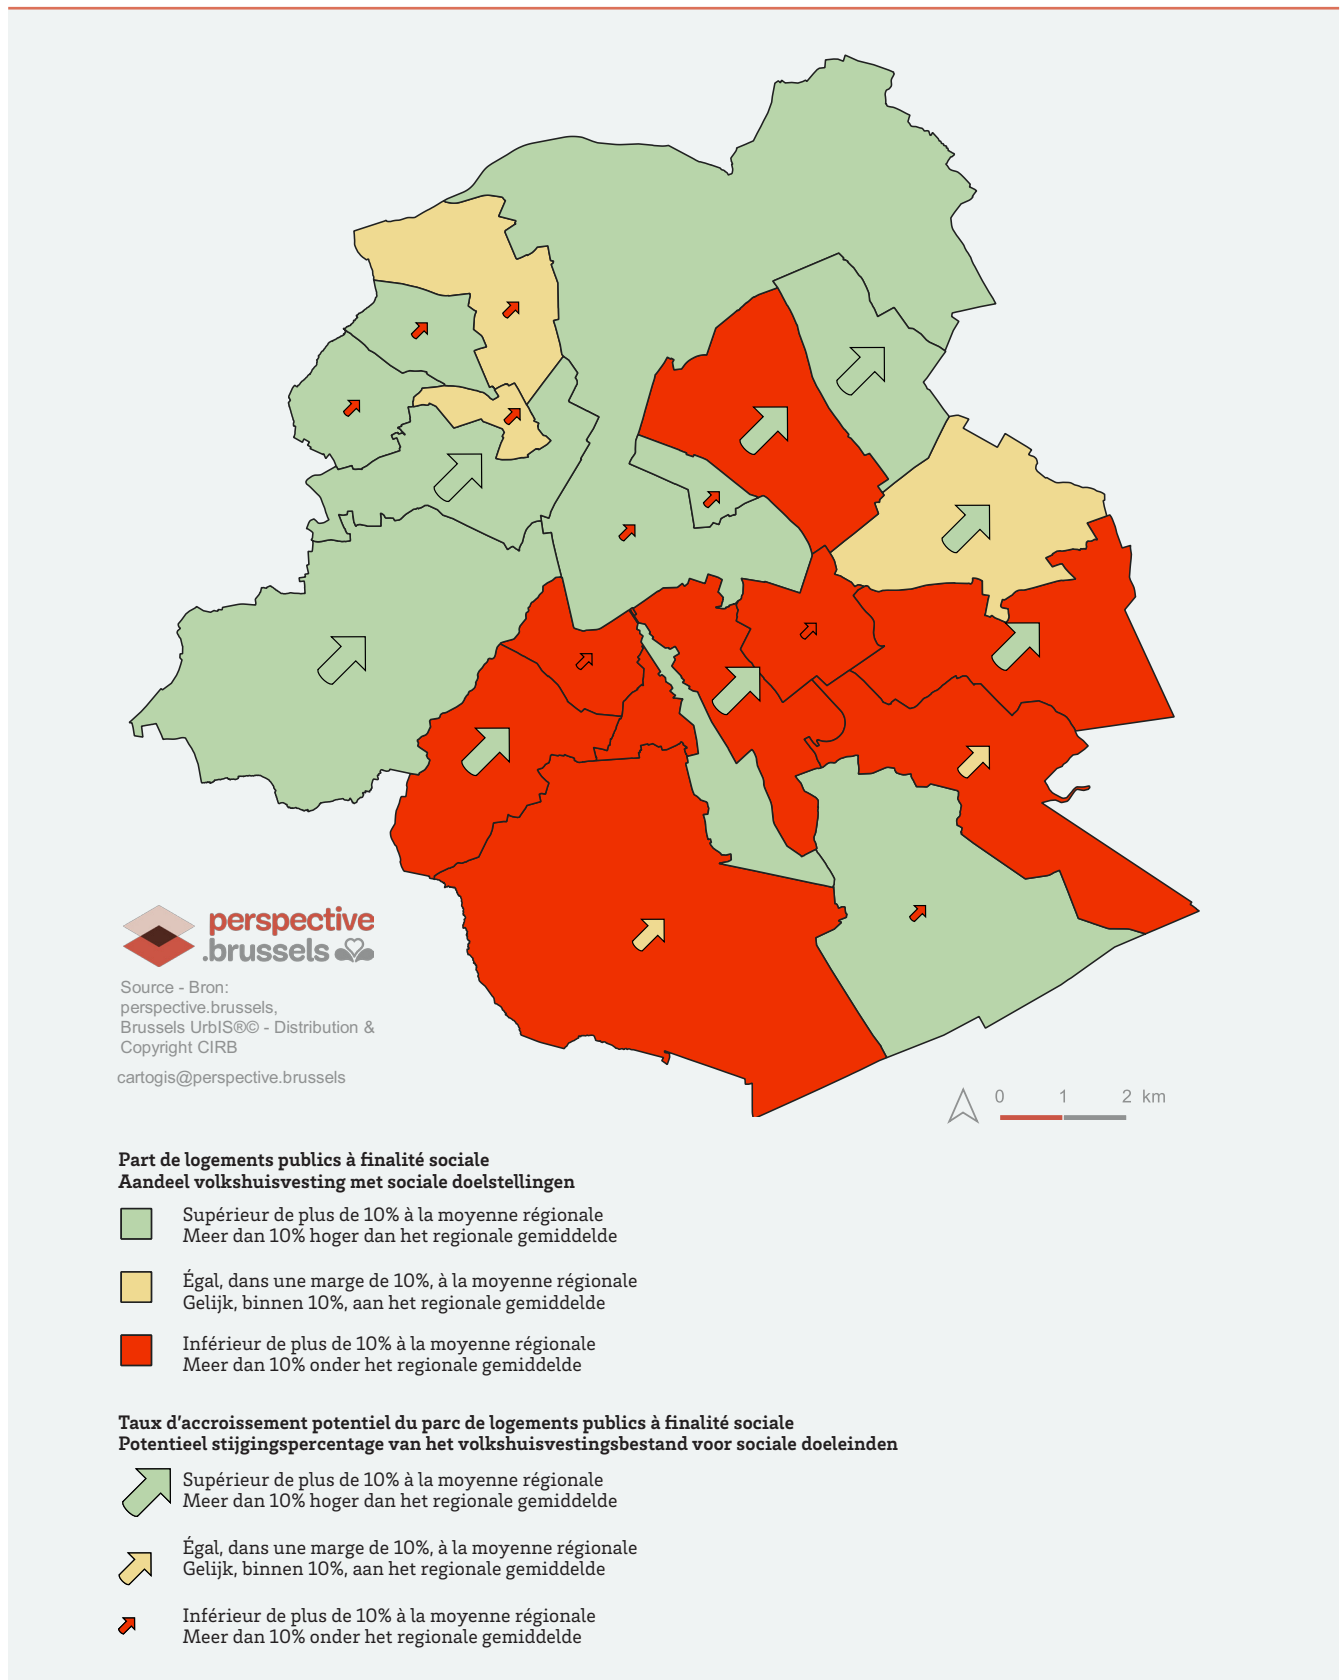 perspective
.brussels
Source - Bron:
perspective.brussels,
Brussels UrbIS®© - Distribution &
Copyright CIRB
cartogis@perspective.brussels
0 1 2 km
Part de logements publics à finalité sociale
Aandeel volkshuisvesting met sociale doelstellingen
Supérieur de plus de 10% à la moyenne régionale
Meer dan 10% hoger dan het regionale gemiddelde
Égal, dans une marge de 10%, à la moyenne régionale
Gelijk, binnen 10%, aan het regionale gemiddelde
Inférieur de plus de 10% à la moyenne régionale
Meer dan 10% onder het regionale gemiddelde
Taux d'accroissement potentiel du parc de logements publics à finalité sociale
Potentieel stijgingspercentage van het volkshuisvestingsbestand voor sociale doeleinden
Supérieur de plus de 10% à la moyenne régionale
Meer dan 10% hoger dan het regionale gemiddelde
Égal, dans une marge de 10%, à la moyenne régionale
Gelijk, binnen 10%, aan het regionale gemiddelde
Inférieur de plus de 10% à la moyenne régionale
Meer dan 10% onder het regionale gemiddelde